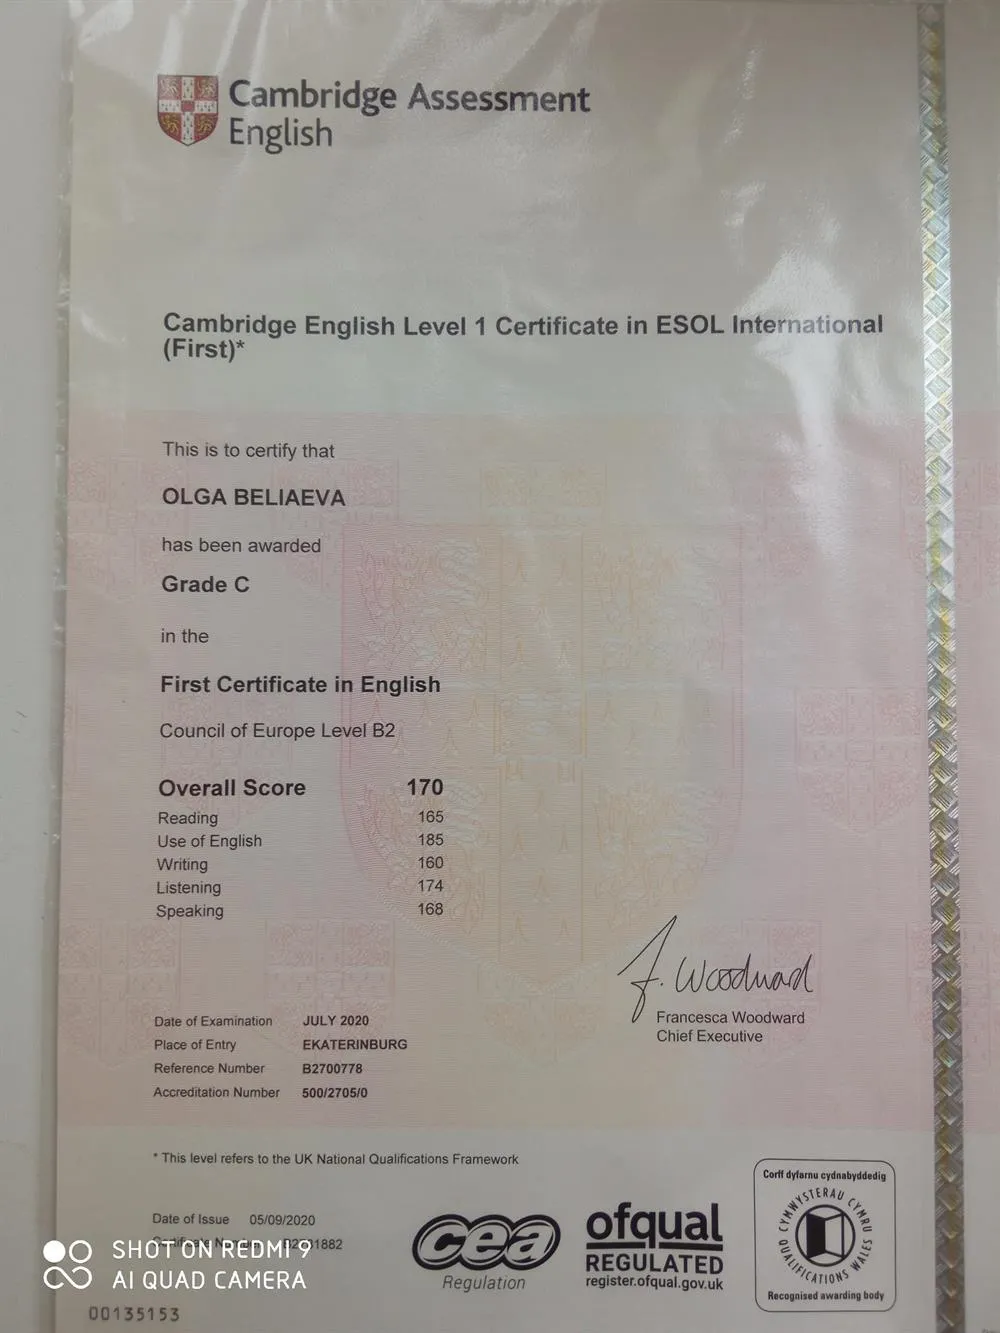 Cambridge Assessment
English
Cambridge English Level 1 Certificate in ESOL International
(First)*
This is to certify that
OLGA BELIAEVA
has been awarded
Grade C
in the
First Certificate in English
Council of Europe Level B2
Overall Score 170
Reading 165
Use of English 185
Writing 160
Listening 174
Speaking 168
F. Woodward
Francesca Woodward
Chief Executive
Date of Examination JULY 2020
Place of Entry EKATERINBURG
Reference Number B2700778
Accreditation Number 500/2705/0
* This level refers to the UK National Qualifications Framework
Date of Issue 05/09/2020
Certificate
SHOT ON REDMI 9
AI QUAD CAMERA
00135153
cea
Regulation
ofqual
REGULATED
register.ofqual.gov.uk
Corff dyfarnu cydnabyddedig
CYMWYSTERAU CYMRU
QUALIFICATIONS WALES
Recognised awarding body